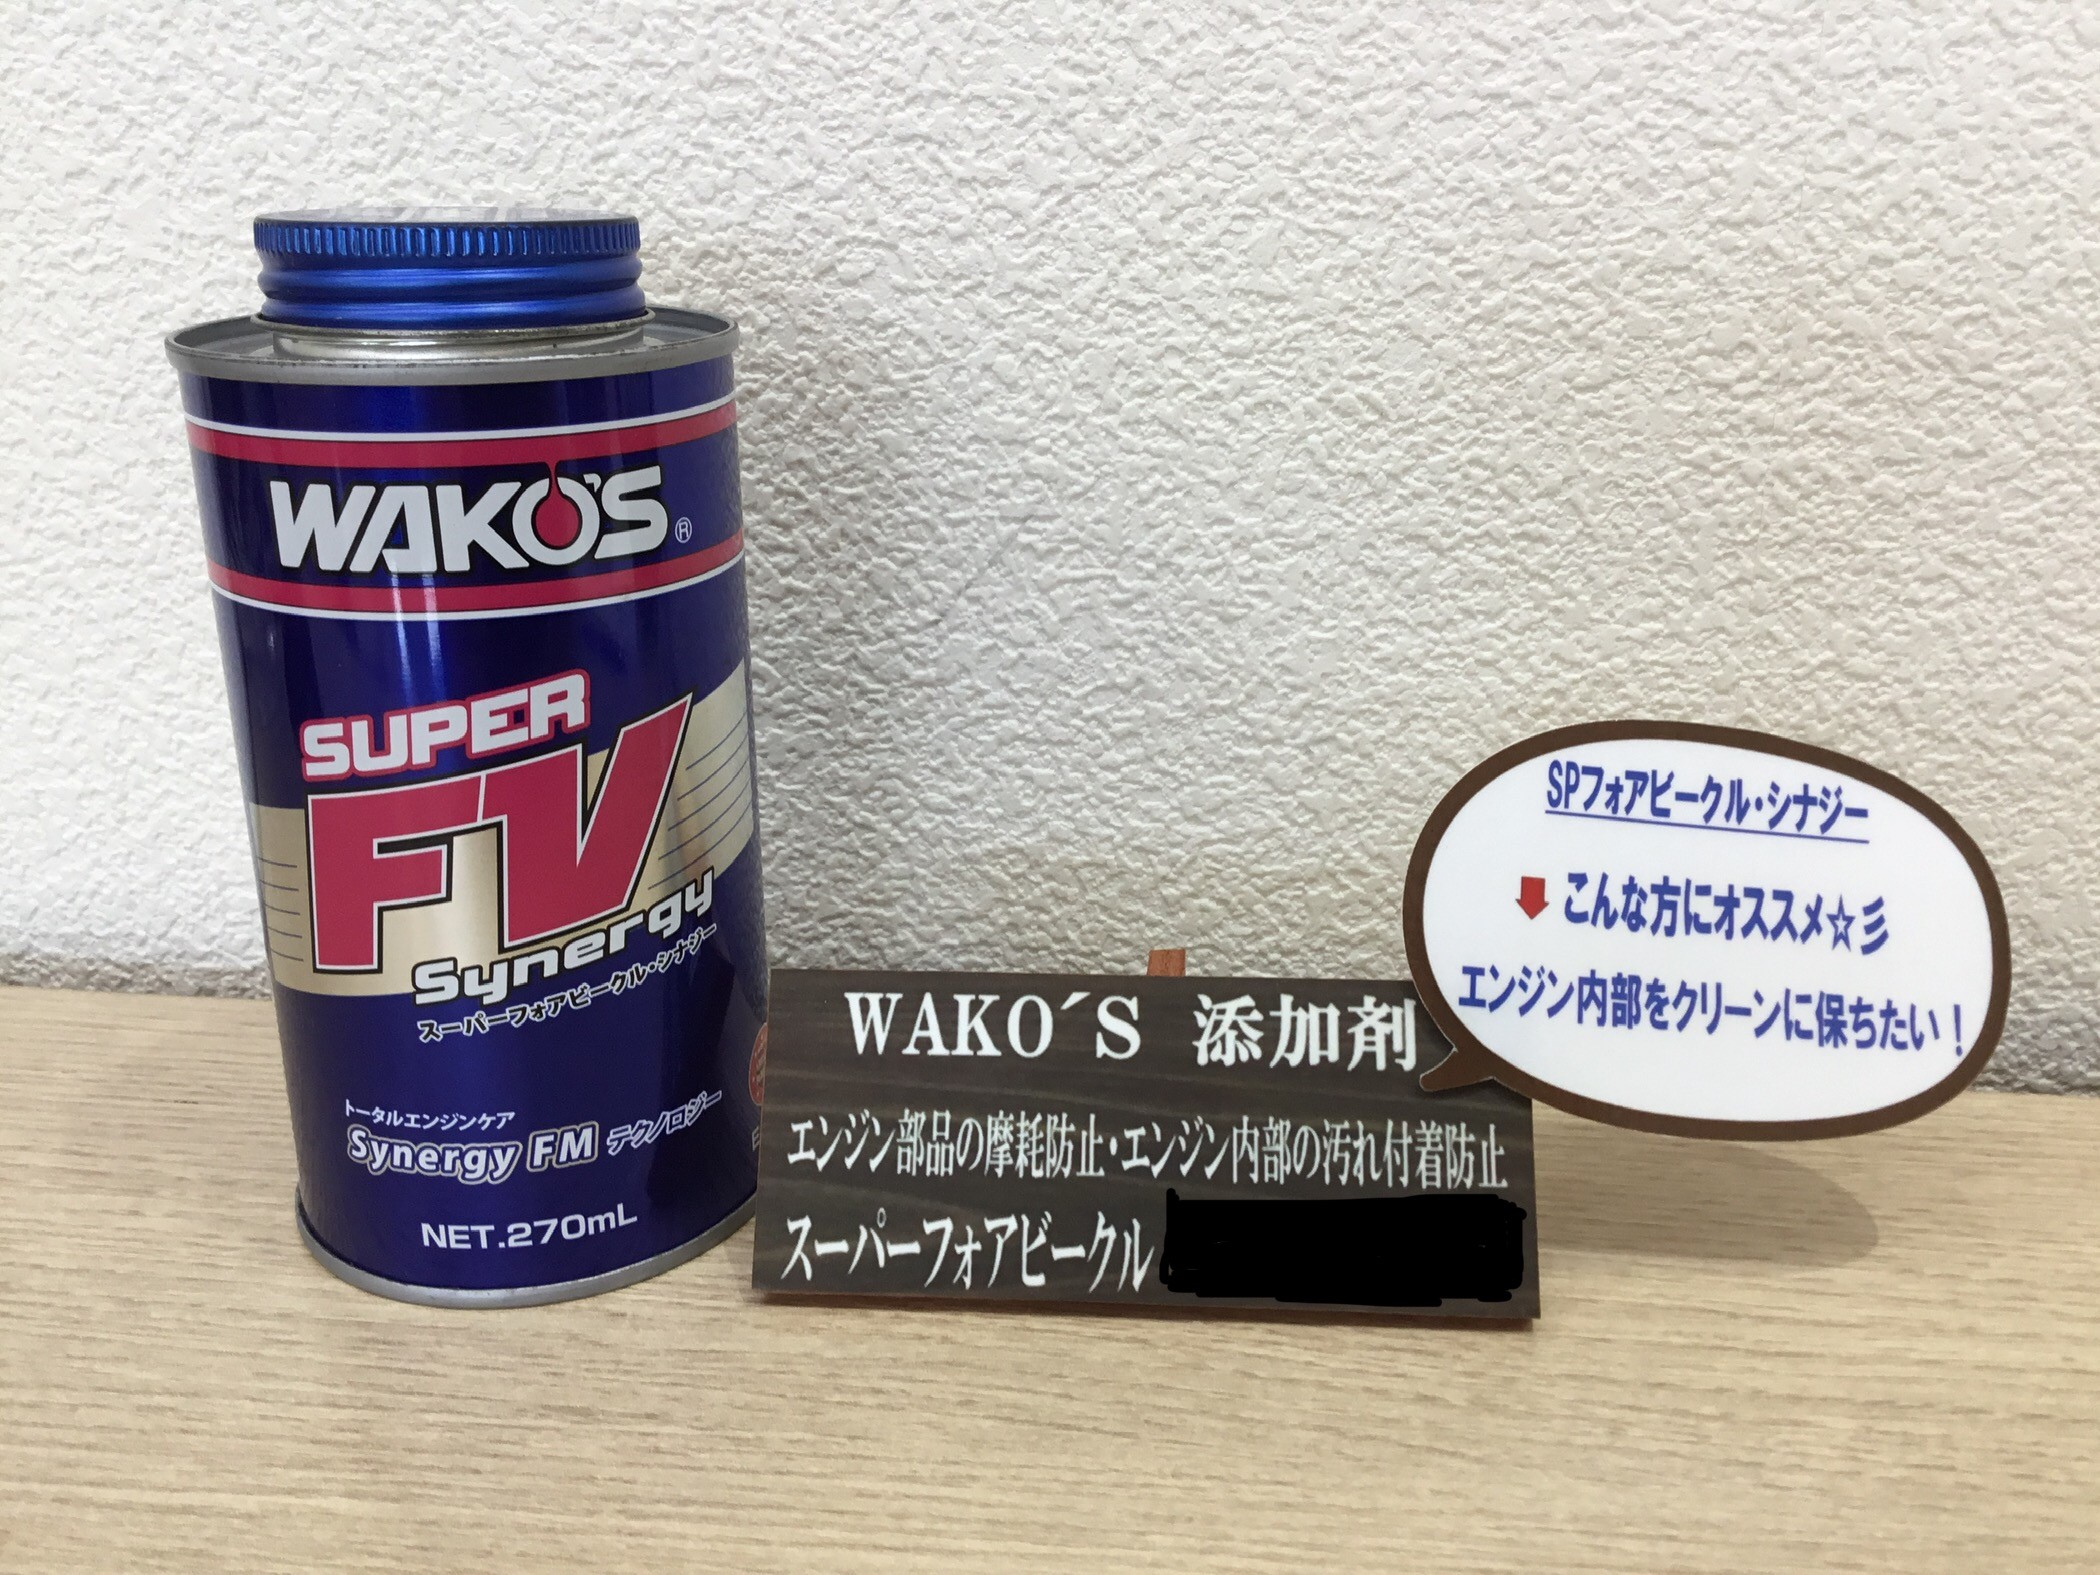 WAKO'S®
SUPER
FV
Synergy
スーパーフォアビークル・シナジー
トータルエンジンケア
Synergy FM テクノロジー
NET.270mL
WAKO´S 添加剤
エンジン部品の摩耗防止・エンジン内部の汚れ付着防止
スーパーフォアビークル
SPフォアビークル・シナジー
こんな方にオススメ☆彡
エンジン内部をクリーンに保ちたい！